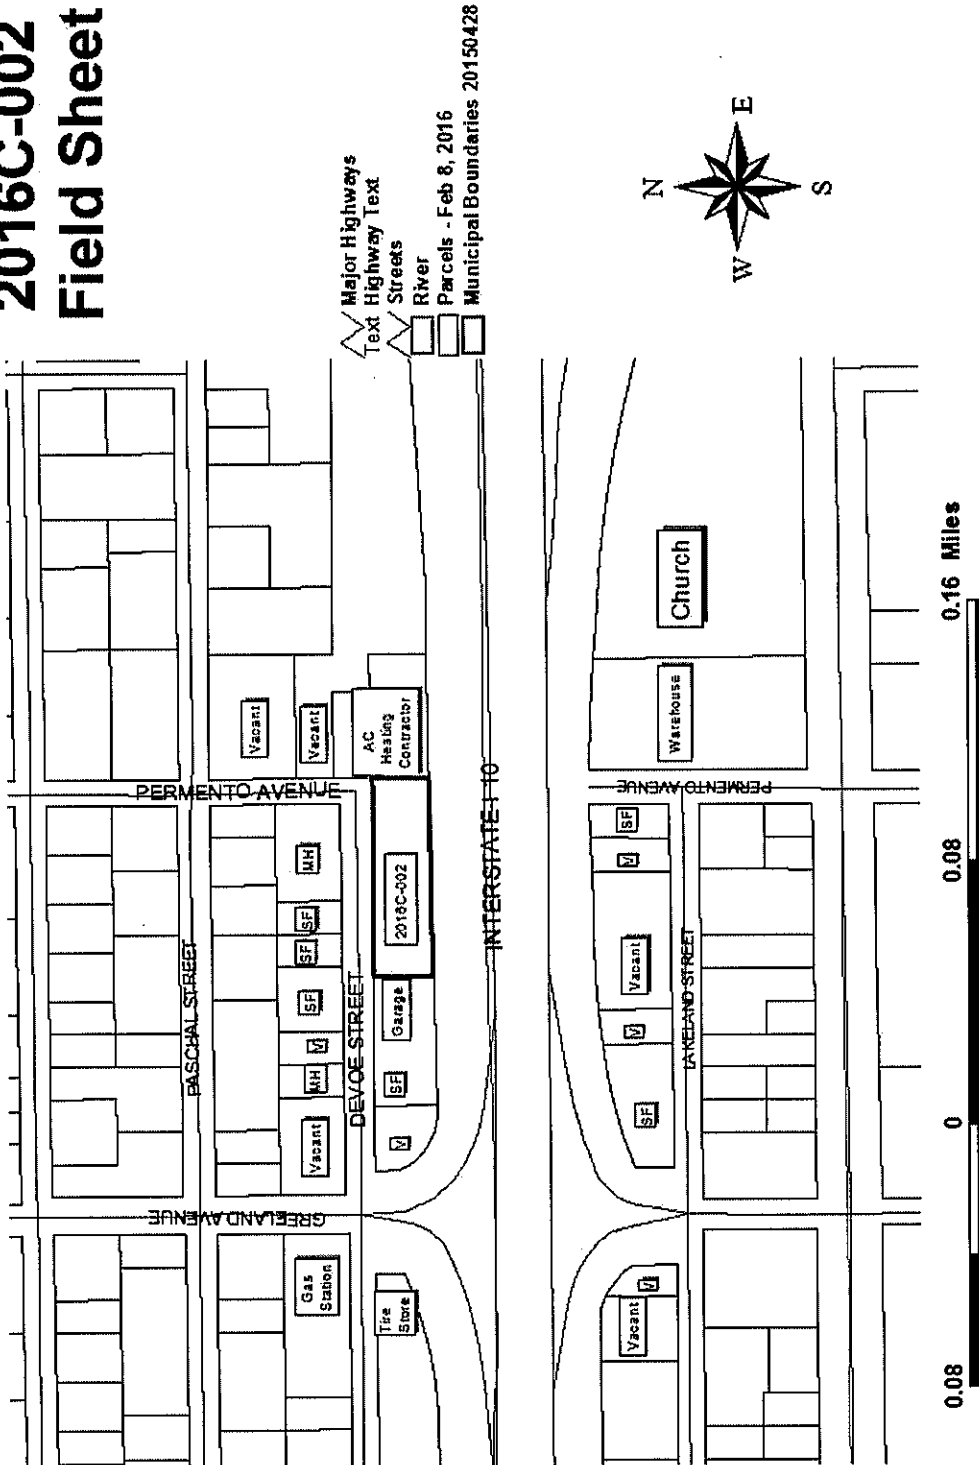 2016C-002
Field Sheet
Major Highways
Text Highway Text
Streets
River
Parcels - Feb 8, 2016
Municipal Boundaries 20150428
N
W
E
S
PASCHAL STREET
PERMENTO AVENUE
GREELAND AVENUE
DEVOE STREET
INTERSTATE I 10
LAKELAND STREET
PERMENTO AVENUE
Vacant
Vacant
AC
Heating
Contractor
MH
SF
SF
SF
V
MH
Vacant
2016C-002
Garage
SF
V
Gas
Station
Tire
Store
Church
Warehouse
SF
V
Vacant
V
SF
V
Vacant
0.08
0
0.08
0.16 Miles